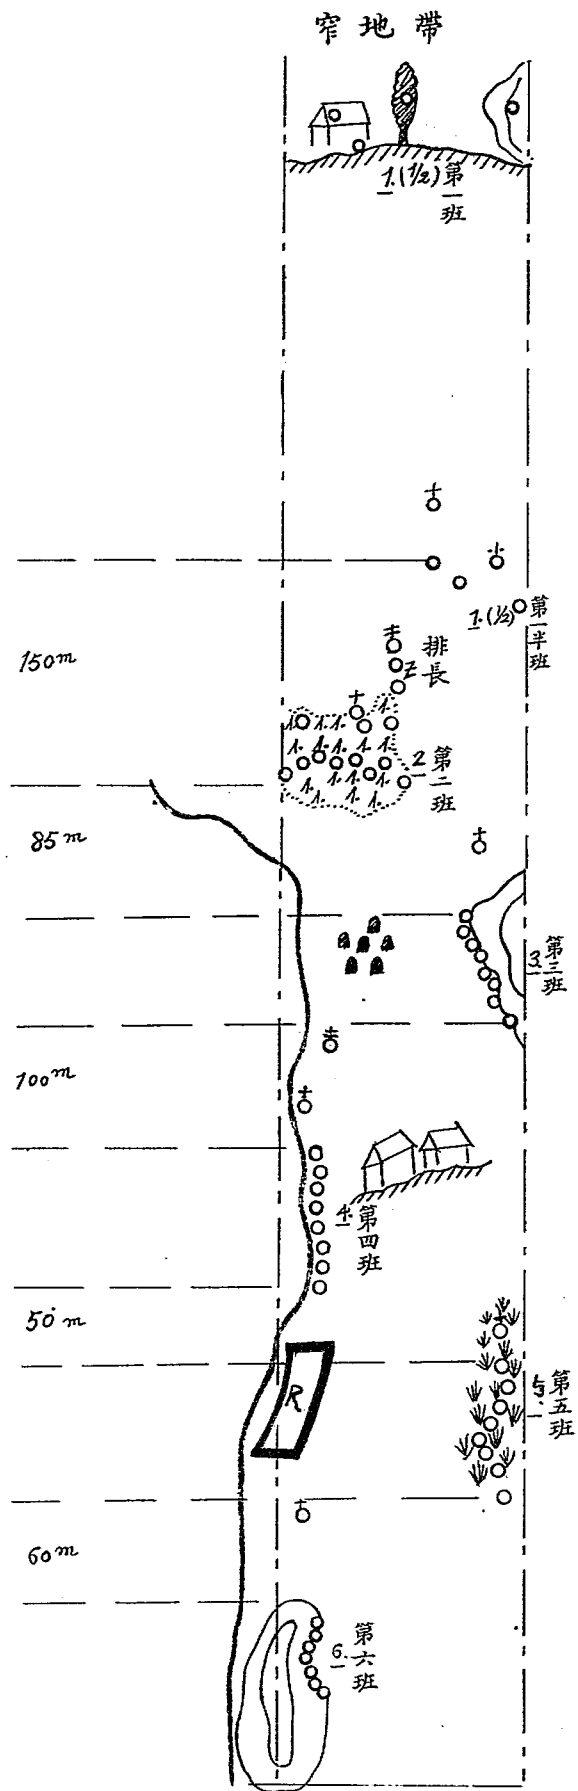 窄地帶
1.(1/2) 第一班
1.(1/2) 第一半班
150m
Z 排長
2 第二班
85m
3. 第三班
100m
4. 第四班
50m
R
5. 第五班
60m
6. 第六班